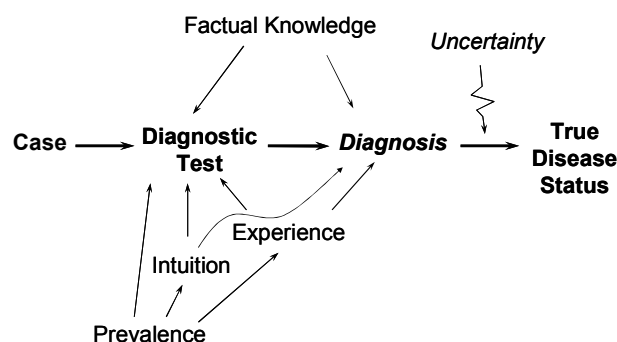 Factual Knowledge
Uncertainty
Case
Diagnostic
Test
Diagnosis
True
Disease
Status
Experience
Intuition
Prevalence